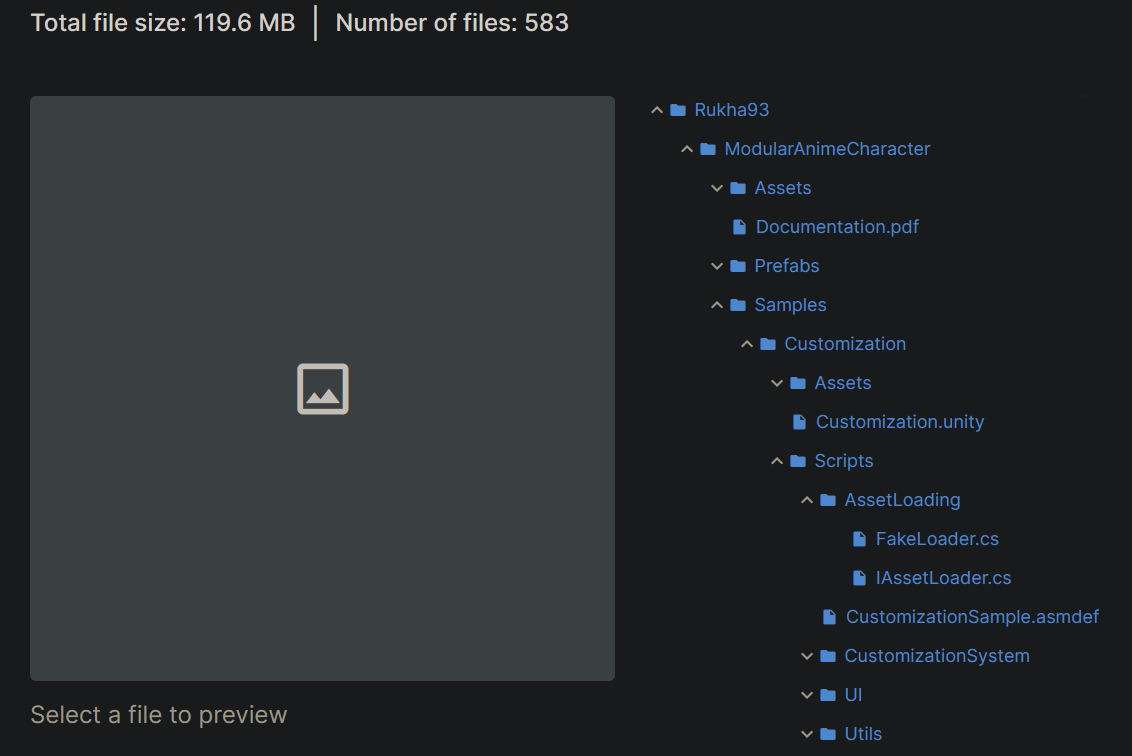 Total file size: 119.6 MB | Number of files: 583
Rukha93
ModularAnimeCharacter
Assets
Documentation.pdf
Prefabs
Samples
Customization
Assets
Customization.unity
Scripts
AssetLoading
FakeLoader.cs
IAssetLoader.cs
CustomizationSample.asmdef
CustomizationSystem
UI
Utils
Select a file to preview